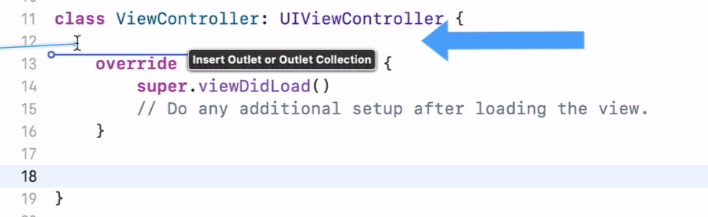 11 class ViewController: UIViewController {
12
13 override Insert Outlet or Outlet Collection {
14 super.viewDidLoad()
15 // Do any additional setup after loading the view.
16 }
17
18
19 }